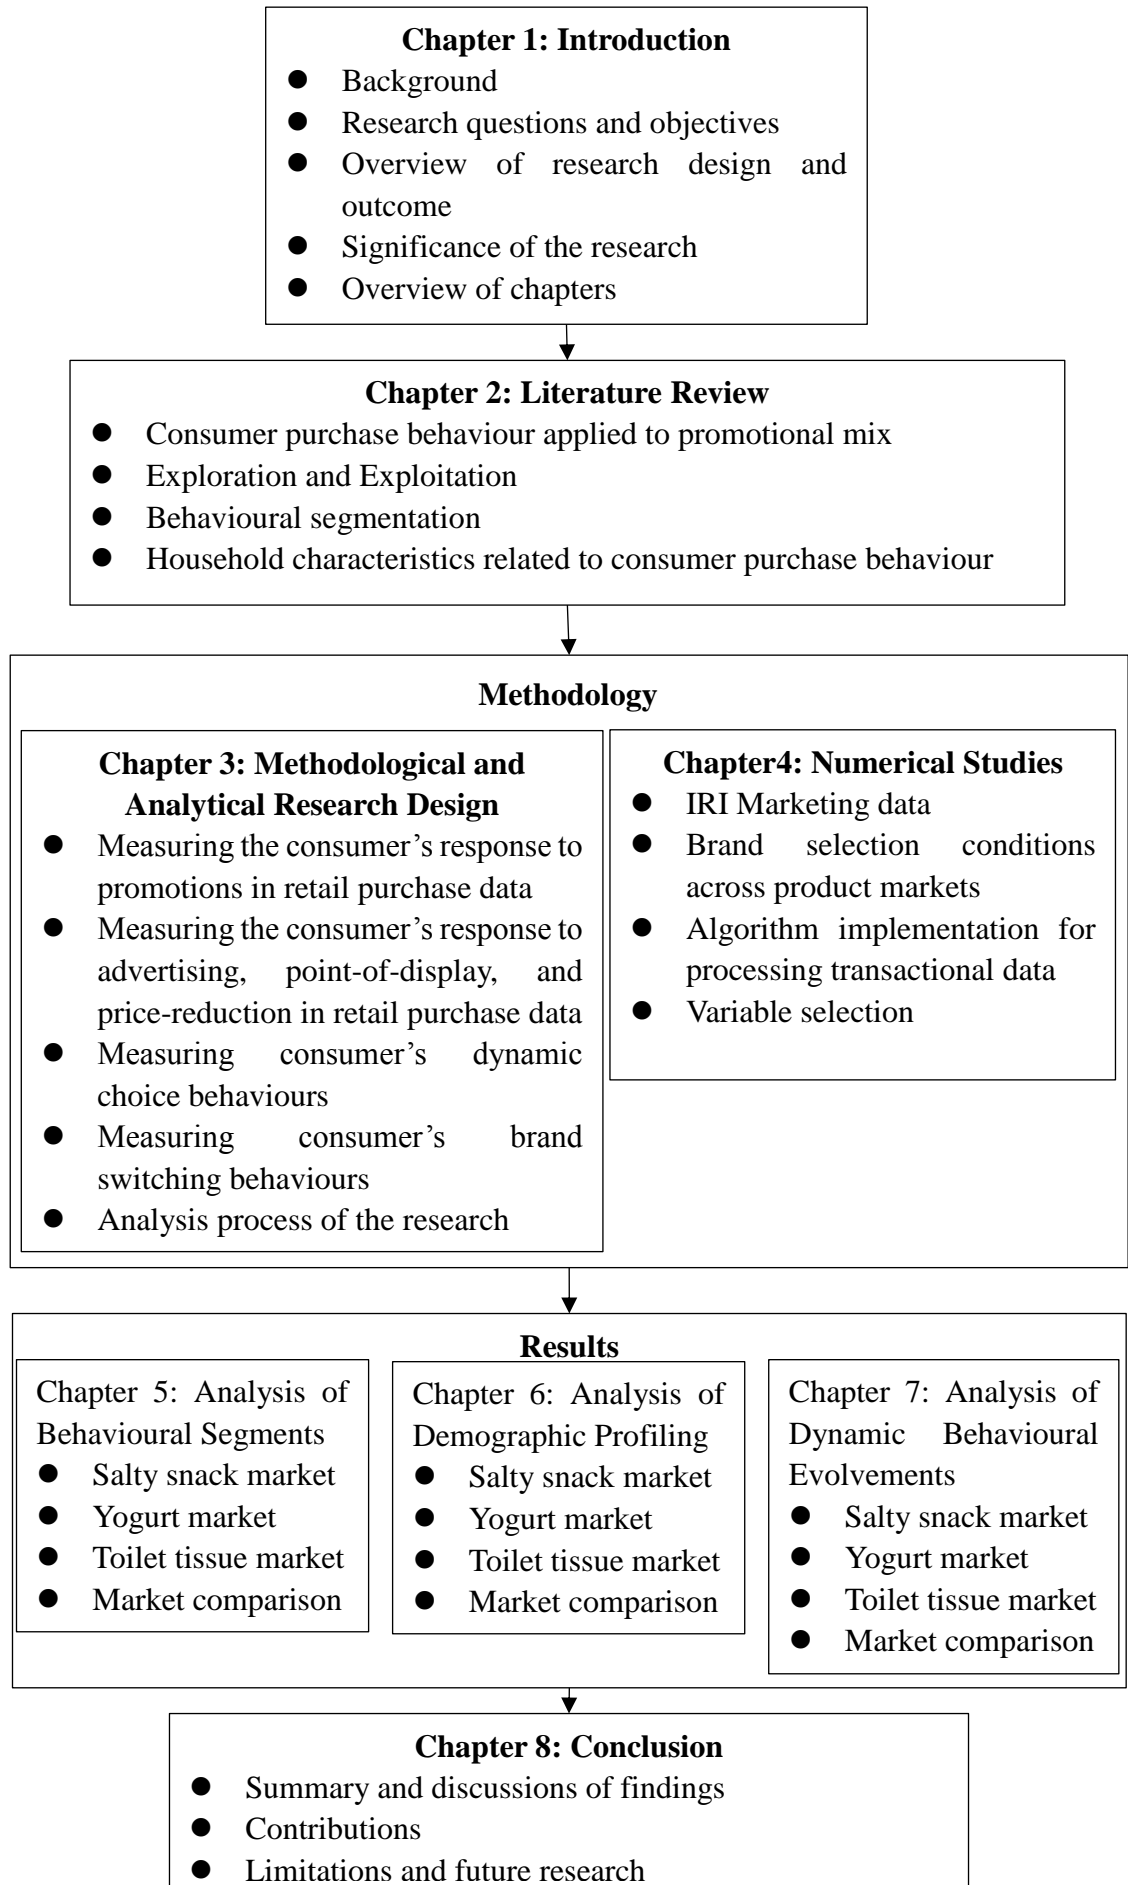 Chapter 1: Introduction
● Background
● Research questions and objectives
● Overview of research design and
outcome
● Significance of the research
● Overview of chapters
Chapter 2: Literature Review
● Consumer purchase behaviour applied to promotional mix
● Exploration and Exploitation
● Behavioural segmentation
● Household characteristics related to consumer purchase behaviour
Methodology
Chapter 3: Methodological and
Analytical Research Design
● Measuring the consumer’s response to
promotions in retail purchase data
● Measuring the consumer’s response to
advertising, point-of-display, and
price-reduction in retail purchase data
● Measuring consumer’s dynamic
choice behaviours
● Measuring consumer’s brand
switching behaviours
● Analysis process of the research
Chapter4: Numerical Studies
● IRI Marketing data
● Brand selection conditions
across product markets
● Algorithm implementation for
processing transactional data
● Variable selection
Results
Chapter 5: Analysis of
Behavioural Segments
● Salty snack market
● Yogurt market
● Toilet tissue market
● Market comparison
Chapter 6: Analysis of
Demographic Profiling
● Salty snack market
● Yogurt market
● Toilet tissue market
● Market comparison
Chapter 7: Analysis of
Dynamic Behavioural
Evolvements
● Salty snack market
● Yogurt market
● Toilet tissue market
● Market comparison
Chapter 8: Conclusion
● Summary and discussions of findings
● Contributions
● Limitations and future research